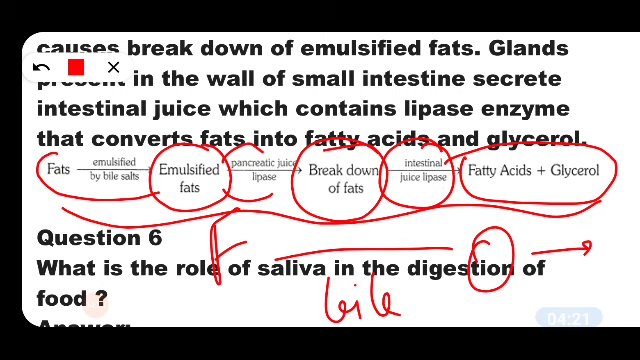 causes break down of emulsified fats. Glands
present in the wall of small intestine secrete
intestinal juice which contains lipase enzyme
that converts fats into fatty acids and glycerol.
Fats emulsified by bile salts → Emulsified fats pancreatic juice lipase → Break down of fats intestinal juice lipase → Fatty Acids + Glycerol
Question 6
F
What is the role of saliva in the digestion of
food ?
bile
04:21
Answer: